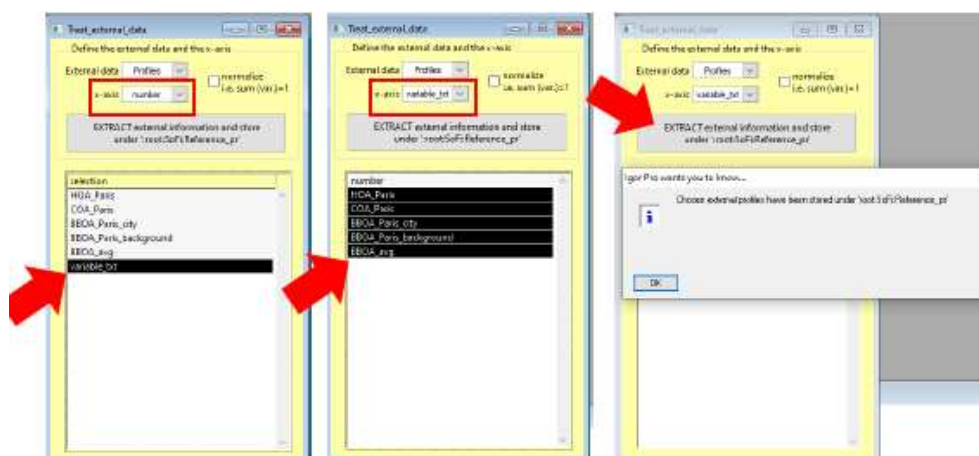 Treat_external_data
Define the external data and the x-axis
External data Profiles
normalize
i.e. sum (var.)=1
x-axis number
EXTRACT external information and store
under 'root:SoFi:Reference_pr'
selection
HOA_Paris
COA_Paris
BBOA_Paris_city
BBOA_Paris_background
BBOA_avg
variable_txt
Treat_external_data
Define the external data and the x-axis
External data Profiles
normalize
i.e. sum (var.)=1
x-axis variable_txt
EXTRACT external information and store
under 'root:SoFi:Reference_pr'
number
HOA_Paris
COA_Paris
BBOA_Paris_city
BBOA_Paris_background
BBOA_avg
Treat_external_data
Define the external data and the x-axis
External data Profiles
normalize
i.e. sum (var.)=1
x-axis variable_txt
EXTRACT external information and store
under 'root:SoFi:Reference_pr'
Igor Pro wants you to know...
Chosen external profiles have been stored under 'root:SoFi:Reference_pr'
OK